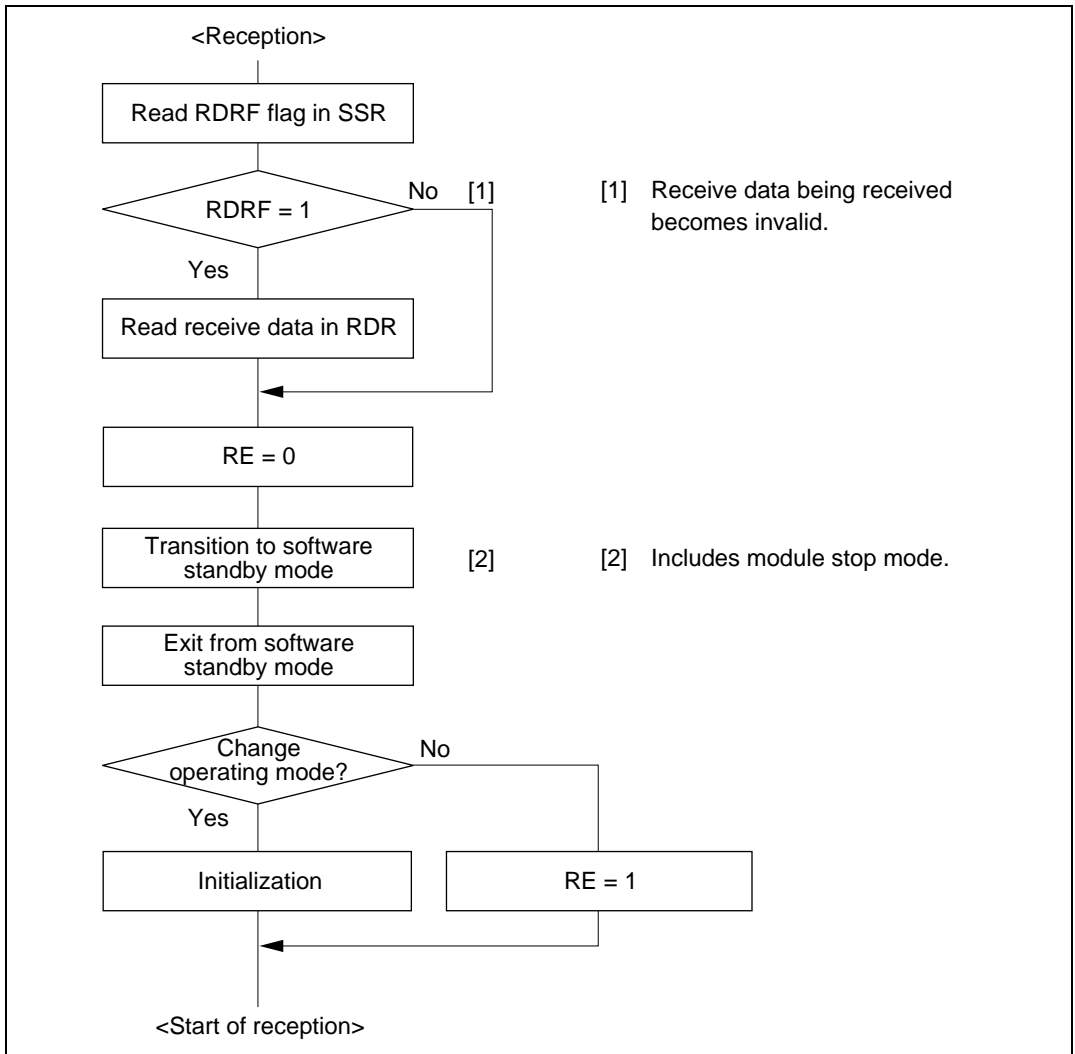 <Reception>
Read RDRF flag in SSR
No [1]
[1] Receive data being received
becomes invalid.
RDRF = 1
Yes
Read receive data in RDR
RE = 0
Transition to software
standby mode
[2]
[2] Includes module stop mode.
Exit from software
standby mode
Change
operating mode?
No
Yes
Initialization
RE = 1
<Start of reception>